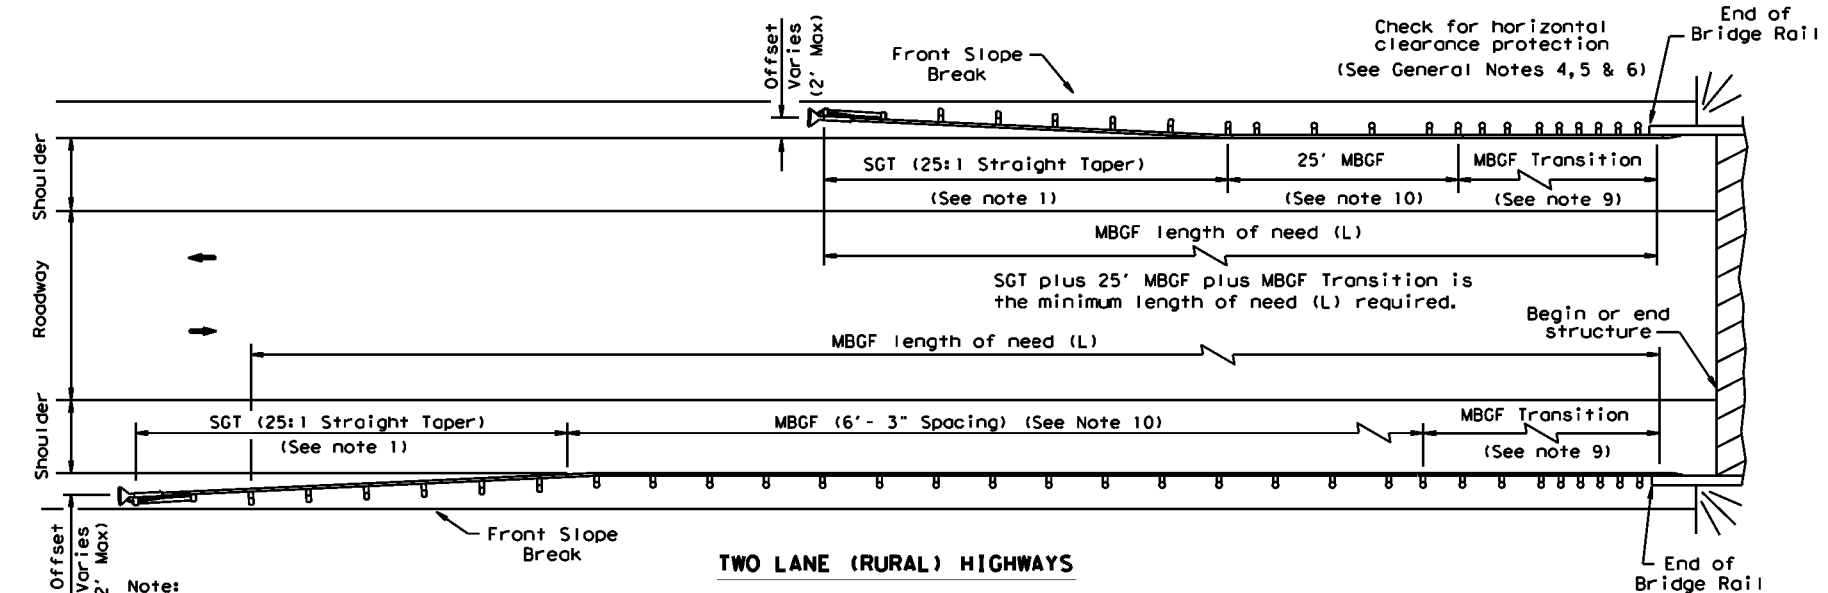 Offset
Varies
(2' Max)
Front Slope
Break
Check for horizontal
clearance protection
(See General Notes 4,5 & 6)
End of
Bridge Rail
Shoulder
SGT (25:1 Straight Taper)
(See note 1)
25' MBGF
(See note 10)
MBGF Transition
(See note 9)
MBGF length of need (L)
SGT plus 25' MBGF plus MBGF Transition is
the minimum length of need (L) required.
Roadway
Begin or end
structure
MBGF length of need (L)
Shoulder
SGT (25:1 Straight Taper)
(See note 1)
MBGF (6'- 3" Spacing) (See Note 10)
MBGF Transition
(See note 9)
Offset
Varies
2' Max)
Front Slope
Break
TWO LANE (RURAL) HIGHWAYS
End of
Bridge Rail
Note: